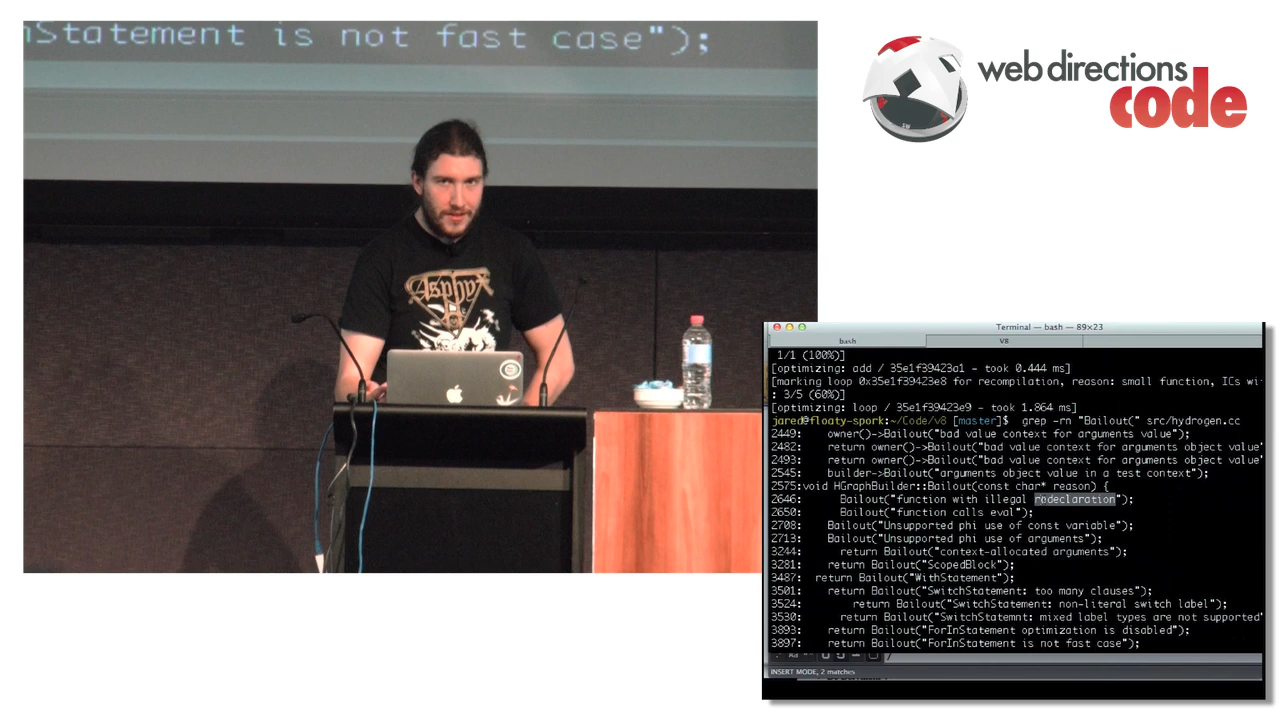 Statement is not fast case");
web directions
code
Asphyx
Terminal — bash — 89×23
bash
V8
1/1 (100%)]
[optimizing: add / 35e1f39423a1 - took 0.444 ms]
[marking loop 0x35e1f39423e8 for recompilation, reason: small function, ICs wi
: 3/5 (60%)]
[optimizing: loop / 35e1f39423e9 - took 1.864 ms]
jared@floaty-spork:~/Code/v8 [master]$ grep -rn "Bailout(" src/hydrogen.cc
2449: owner()->Bailout("bad value context for arguments value");
2482: return owner()->Bailout("bad value context for arguments object value"
2493: return owner()->Bailout("bad value context for arguments object value"
2545: builder->Bailout("arguments object value in a test context");
2575:void HGraphBuilder::Bailout(const char* reason) {
2646: Bailout("function with illegal redeclaration");
2650: Bailout("function calls eval");
2708: Bailout("Unsupported phi use of const variable");
2713: Bailout("Unsupported phi use of arguments");
3244: return Bailout("context-allocated arguments");
3281: return Bailout("ScopedBlock");
3487: return Bailout("WithStatement");
3501: return Bailout("SwitchStatement: too many clauses");
3524: return Bailout("SwitchStatement: non-literal switch label");
3530: return Bailout("SwitchStatemnt: mixed label types are not supported"
3893: return Bailout("ForInStatement optimization is disabled");
3897: return Bailout("ForInStatement is not fast case");
INSERT MODE, 2 matches